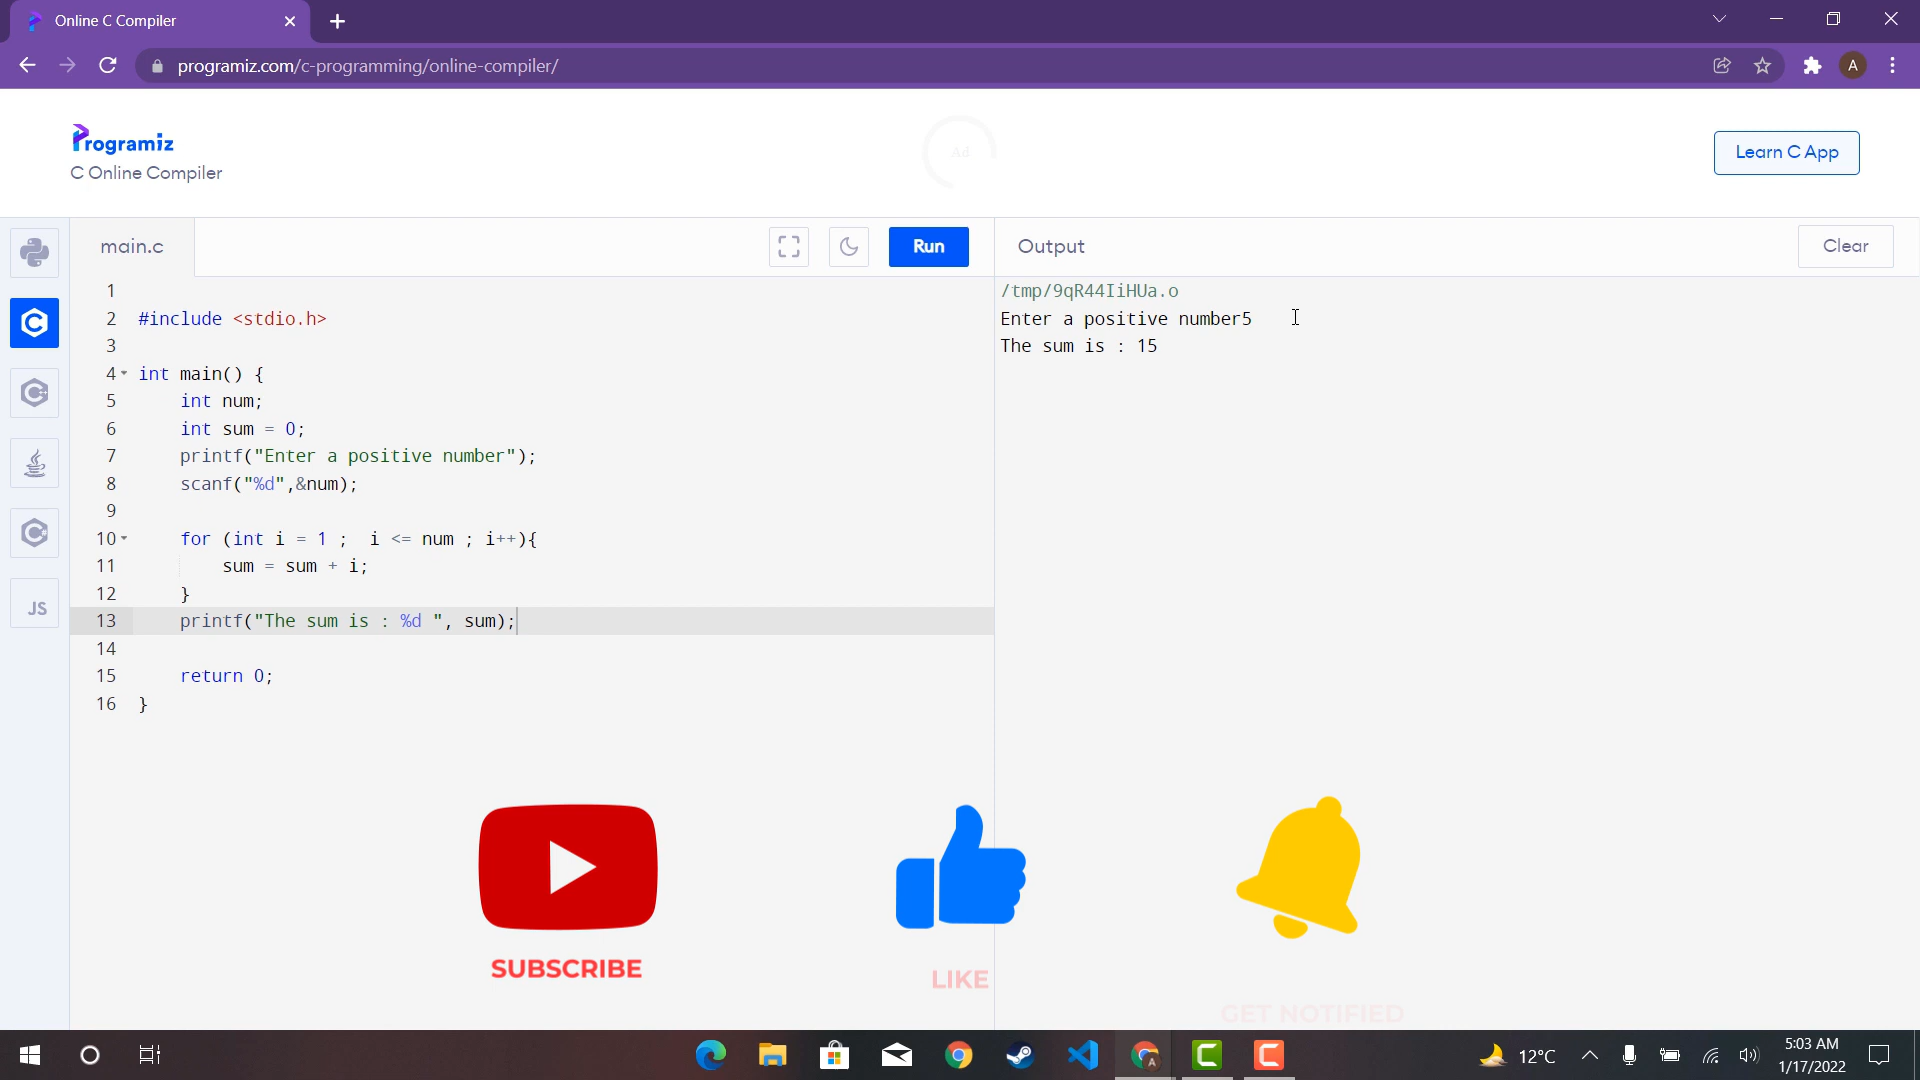 Online C Compiler
programiz.com/c-programming/online-compiler/
A
Programiz
C Online Compiler
Ad
Learn C App
main.c
Run
Output
Clear
1
2 #include <stdio.h>
3
4 int main() {
5 int num;
6 int sum = 0;
7 printf("Enter a positive number");
8 scanf("%d",&num);
9
10 for (int i = 1 ;  i <= num ; i++){
11 sum = sum + i;
12 }
13 printf("The sum is : %d ", sum);
14
15 return 0;
16 }
JS
/tmp/9qR44IiHUa.o
Enter a positive number5
The sum is : 15
SUBSCRIBE
LIKE
GET NOTIFIED
12°C
5:03 AM
1/17/2022